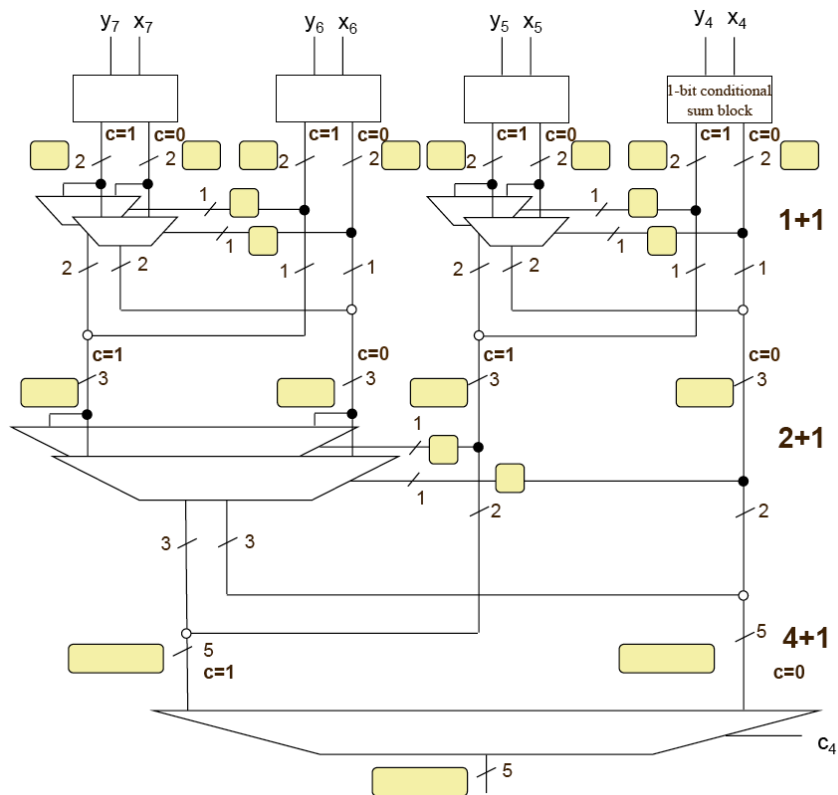 y7 x7 y6 x6 y5 x5 y4 x4
1-bit conditional
sum block
c=1 c=0 c=1 c=0 c=1 c=0 c=1 c=0
2 2 2 2 2 2 2 2
1 1
1+1
1 1
2 2 1 1 2 2 1 1
c=1 c=0 c=1 c=0
3 3 3 3
1
2+1
1
2 2
3 3
4+1
5 5
c=1 c=0
c4
5